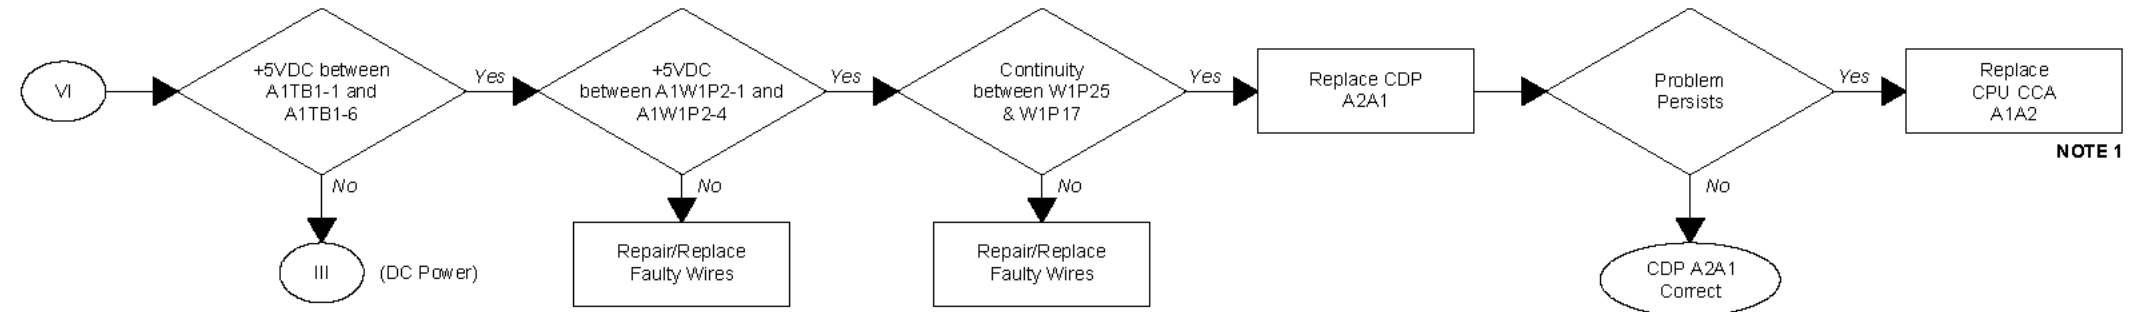 VI
+5VDC between
A1TB1-1 and
A1TB1-6
Yes
No
III
(DC Power)
+5VDC
between A1W1P2-1 and
A1W1P2-4
Yes
No
Repair/Replace
Faulty Wires
Continuity
between W1P25
& W1P17
Yes
No
Repair/Replace
Faulty Wires
Replace CDP
A2A1
Problem
Persists
Yes
No
CDP A2A1
Correct
Replace
CPU CCA
A1A2
NOTE 1